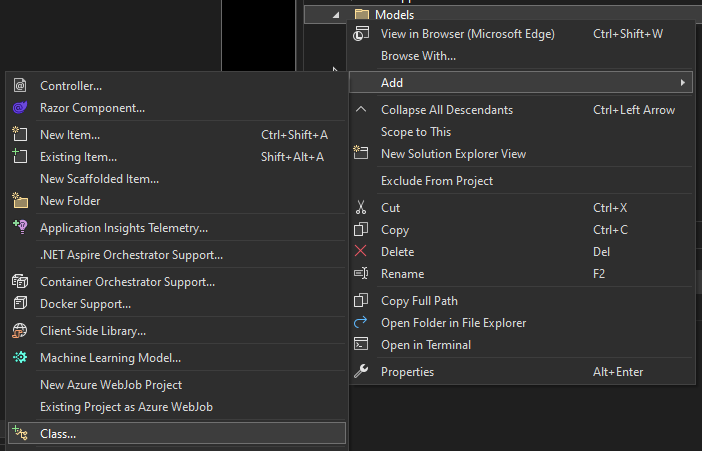 Models
View in Browser (Microsoft Edge) Ctrl+Shift+W
Browse With...
Add
Collapse All Descendants Ctrl+Left Arrow
Scope to This
New Solution Explorer View
Exclude From Project
Cut Ctrl+X
Copy Ctrl+C
Delete Del
Rename F2
Copy Full Path
Open Folder in File Explorer
Open in Terminal
Properties Alt+Enter
Controller...
Razor Component...
New Item... Ctrl+Shift+A
Existing Item... Shift+Alt+A
New Scaffolded Item...
New Folder
Application Insights Telemetry...
.NET Aspire Orchestrator Support...
Container Orchestrator Support...
Docker Support...
Client-Side Library...
Machine Learning Model...
New Azure WebJob Project
Existing Project as Azure WebJob
Class...